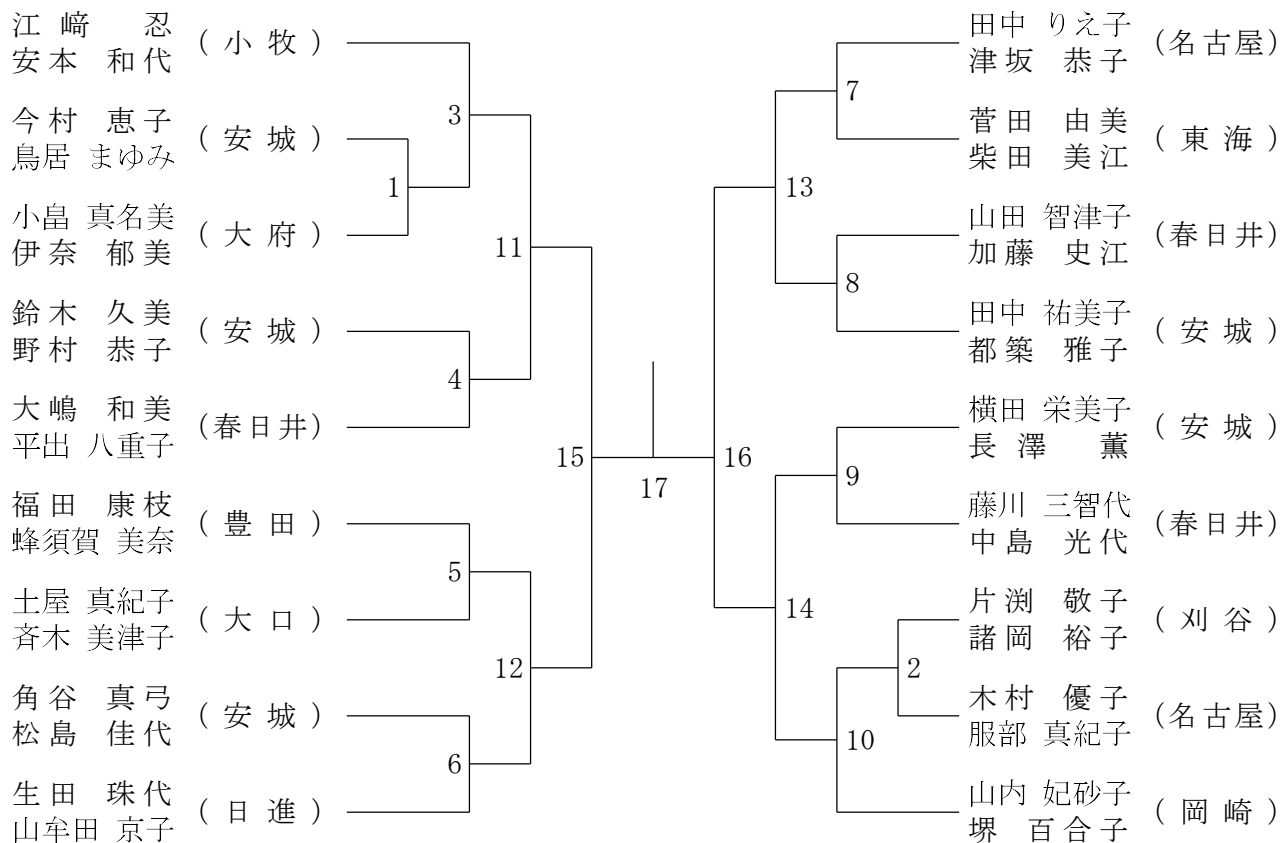 江﨑 忍
安本 和代
(小牧)
今村 恵子
鳥居 まゆみ
(安城)
小畠 真名美
伊奈 郁美
(大府)
鈴木 久美
野村 恭子
(安城)
大嶋 和美
平出 八重子
(春日井)
福田 康枝
蜂須賀 美奈
(豊田)
土屋 真紀子
斉木 美津子
(大口)
角谷 真弓
松島 佳代
(安城)
生田 珠代
山牟田 京子
(日進)
3
1
11
4
15
5
12
6
17
7
13
8
16
9
14
2
10
田中 りえ子
津坂 恭子
(名古屋)
菅田 由美
柴田 美江
(東海)
山田 智津子
加藤 史江
(春日井)
田中 祐美子
都築 雅子
(安城)
横田 栄美子
長澤 薫
(安城)
藤川 三智代
中島 光代
(春日井)
片渕 敬子
諸岡 裕子
(刈谷)
木村 優子
服部 真紀子
(名古屋)
山内 妃砂子
堺 百合子
(岡崎)